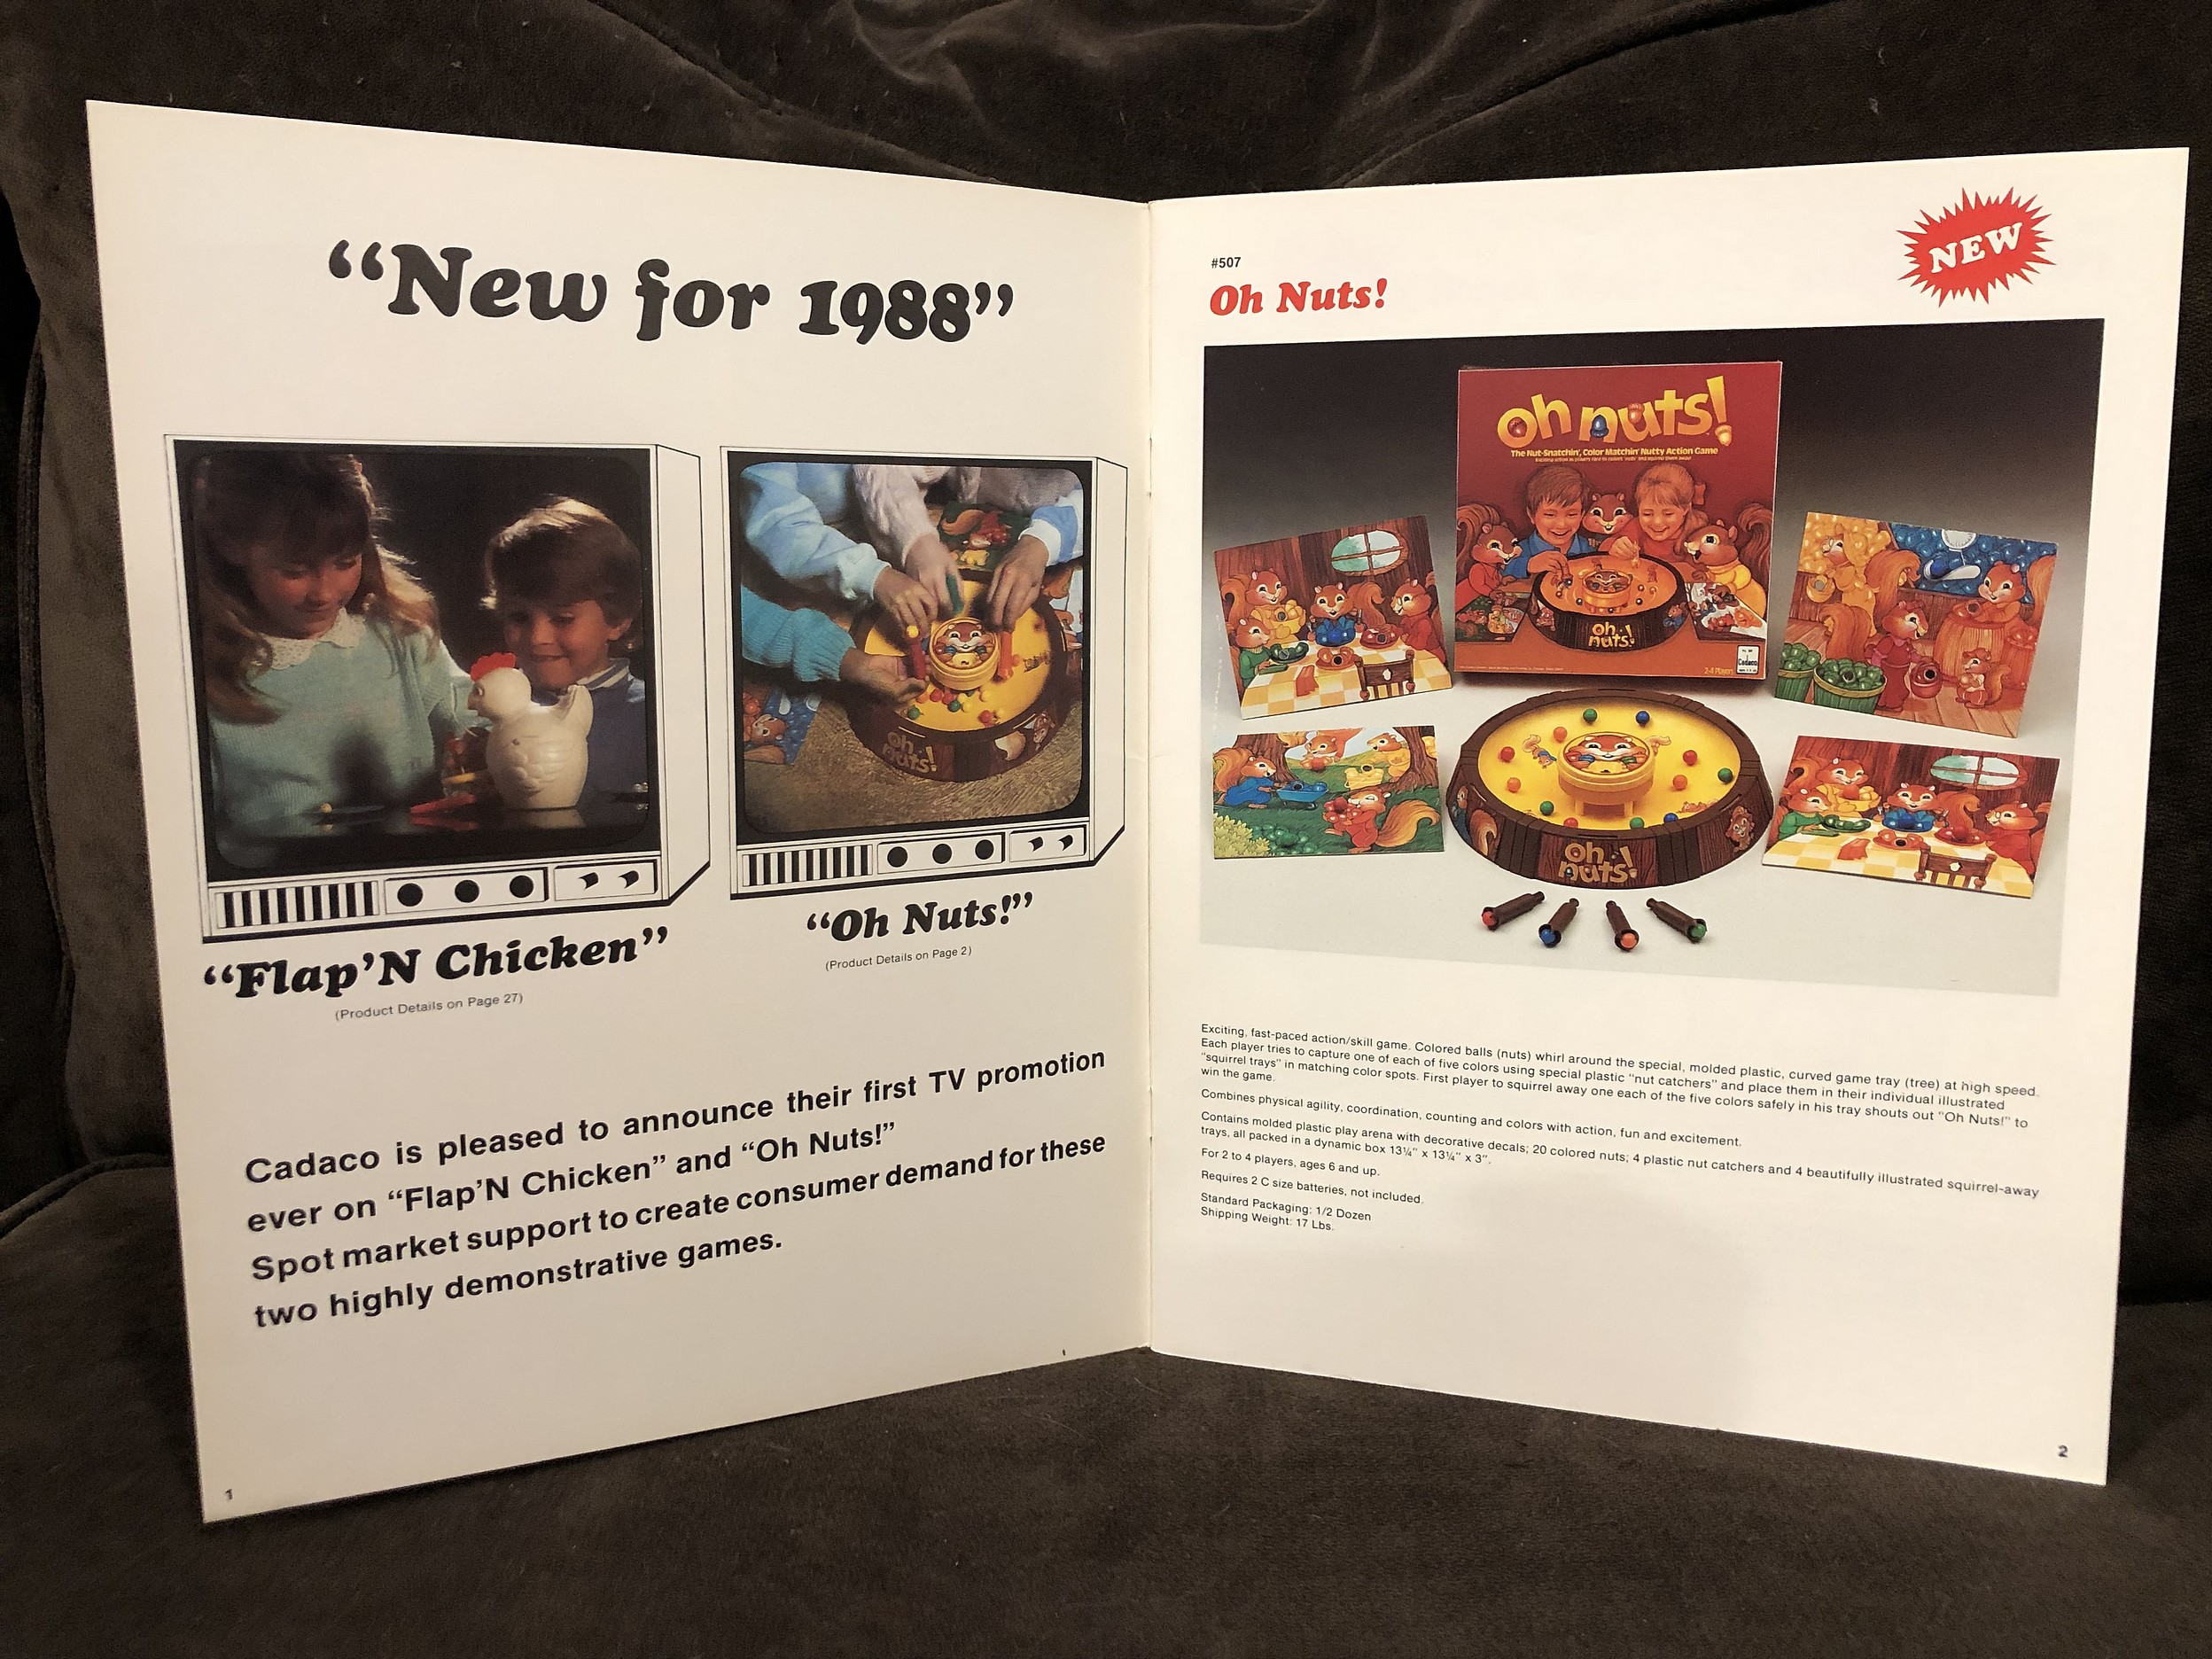 “New for 1988”
“Flap’N Chicken”
(Product Details on Page 27)
“Oh Nuts!”
(Product Details on Page 2)
Cadaco is pleased to announce their first TV promotion
ever on “Flap’N Chicken” and “Oh Nuts!”
Spot market support to create consumer demand for these
two highly demonstrative games.
1
#507
Oh Nuts!
NEW
oh nuts!
The Nut-Snatchin', Color Matchin' Nutty Action Game
oh
nuts!
Cadaco
2-4 Players
oh
nuts!
oh
nuts!
Exciting, fast-paced action/skill game. Colored balls (nuts) whirl around the special, molded plastic, curved game tray (tree) at high speed.
Each player tries to capture one of each of five colors using special plastic “nut catchers” and place them in their individual illustrated
“squirrel trays” in matching color spots. First player to squirrel away one each of the five colors safely in his tray shouts out “Oh Nuts!” to
win the game.
Combines physical agility, coordination, counting and colors with action, fun and excitement.
Contains molded plastic play arena with decorative decals; 20 colored nuts; 4 plastic nut catchers and 4 beautifully illustrated squirrel-away
trays, all packed in a dynamic box 13¼” x 13¼” x 3”.
For 2 to 4 players, ages 6 and up.
Requires 2 C size batteries, not included.
Standard Packaging: 1/2 Dozen
Shipping Weight: 17 Lbs.
2